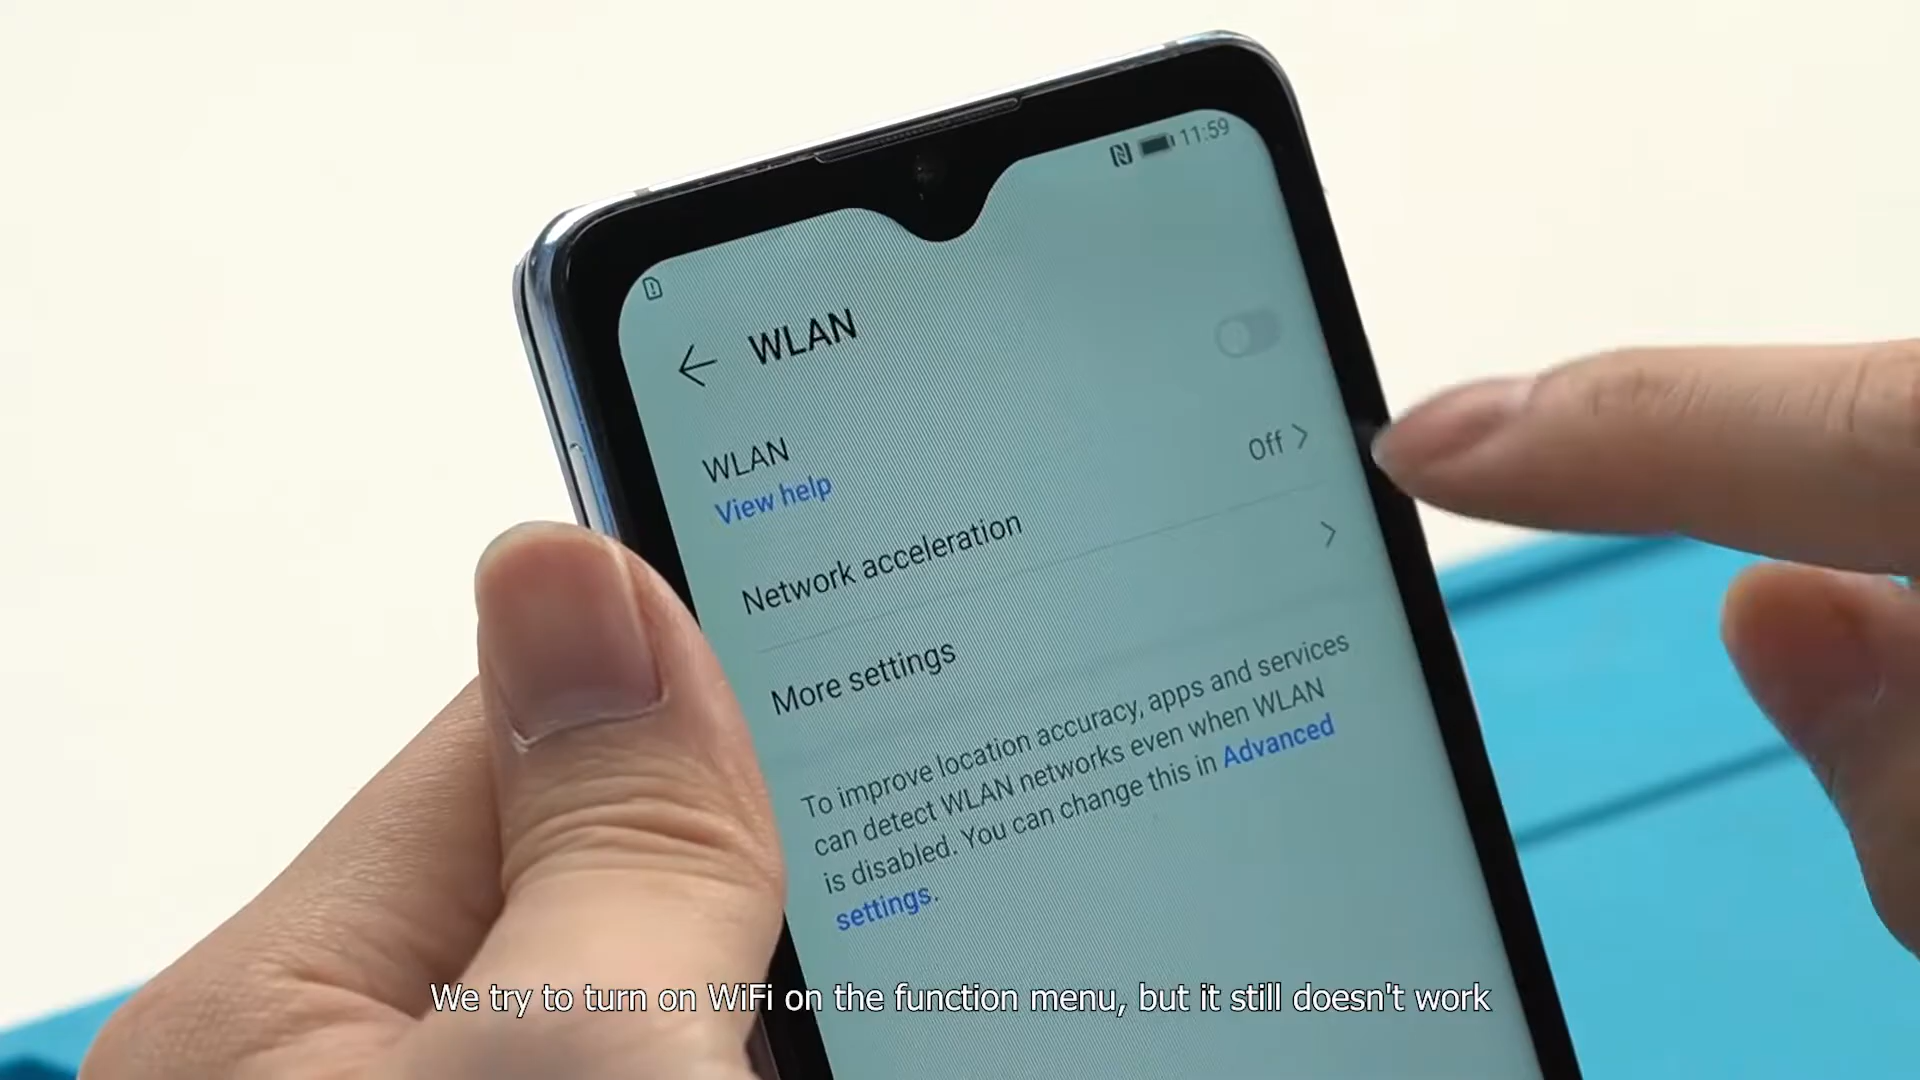 11:59
WLAN
WLAN
View help
Off
Network acceleration
More settings
To improve location accuracy, apps and services
can detect WLAN networks even when WLAN
is disabled. You can change this in Advanced
settings.
We try to turn on WiFi on the function menu, but it still doesn't work